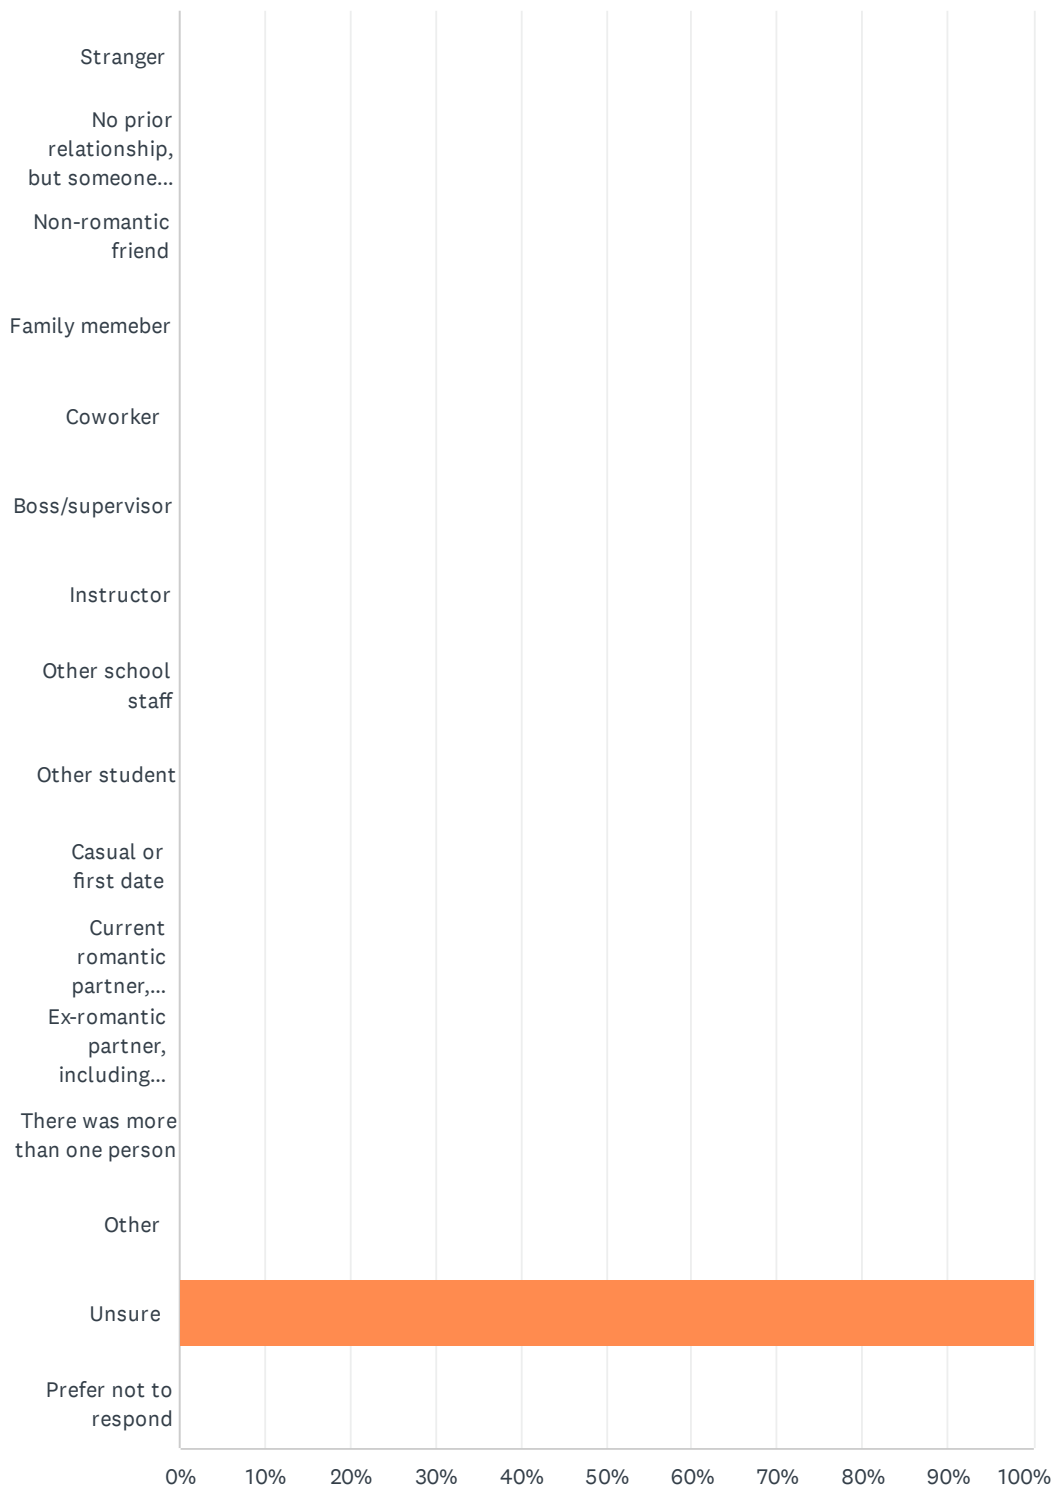 Stranger
No prior
relationship,
but someone...
Non-romantic
friend
Family memeber
Coworker
Boss/supervisor
Instructor
Other school
staff
Other student
Casual or
first date
Current
romantic
partner,...
Ex-romantic
partner,
including...
There was more
than one person
Other
Unsure
Prefer not to
respond
0% 10% 20% 30% 40% 50% 60% 70% 80% 90% 100%